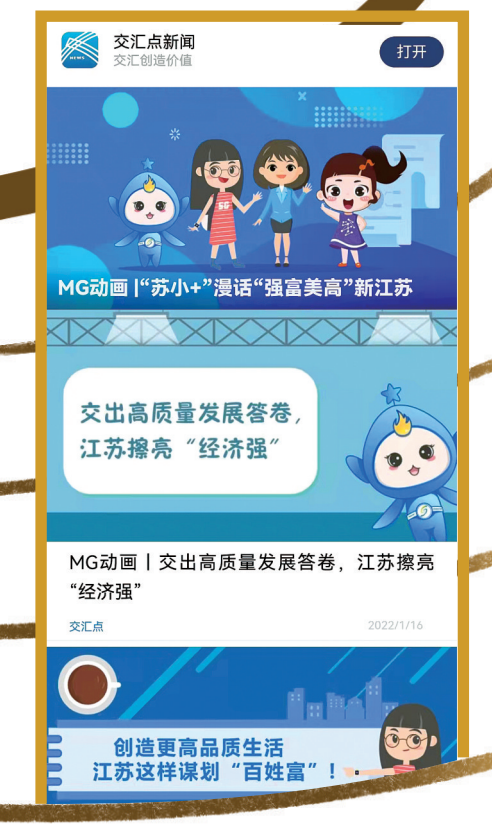 NEWS
交汇点新闻
交汇创造价值
打开
5G
MG动画 |“苏小+”漫话“强富美高”新江苏
交出高质量发展答卷,
江苏擦亮“经济强”
MG动画丨交出高质量发展答卷，江苏擦亮
“经济强”
交汇点
2022/1/16
创造更高品质生活
江苏这样谋划“百姓富”！